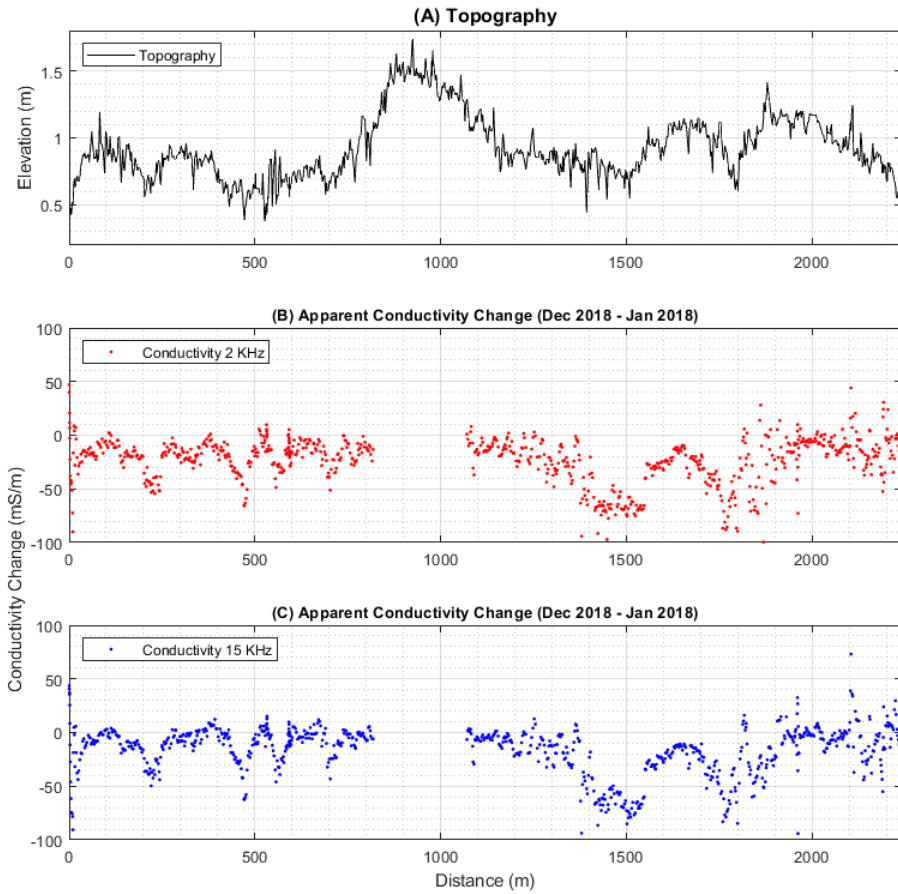 (A) Topography
Topography
Elevation (m)
1.5
1
0.5
0 500 1000 1500 2000
(B) Apparent Conductivity Change (Dec 2018 - Jan 2018)
Conductivity 2 KHz
100
50
0
-50
-100
0 500 1000 1500 2000
Conductivity Change (mS/m)
(C) Apparent Conductivity Change (Dec 2018 - Jan 2018)
Conductivity 15 KHz
100
50
0
-50
-100
0 500 1000 1500 2000
Distance (m)